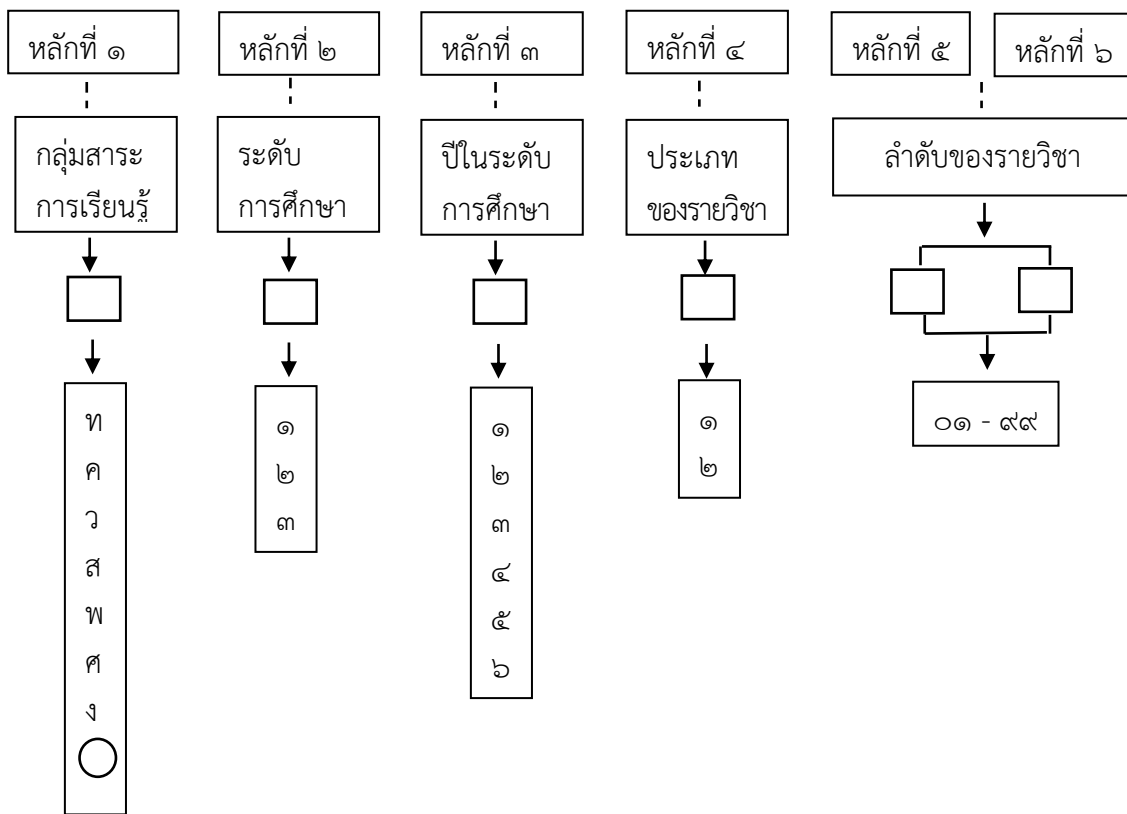 หลักที่ ๑
หลักที่ ๒
หลักที่ ๓
หลักที่ ๔
หลักที่ ๕
หลักที่ ๖
กลุ่มสาระ
การเรียนรู้
ระดับ
การศึกษา
ปีในระดับ
การศึกษา
ประเภท
ของรายวิชา
ลำดับของรายวิชา
ท
ค
ว
ส
พ
ศ
ง
๑
๒
๓
๑
๒
๓
๔
๕
๖
๑
๒
๐๑ - ๙๙